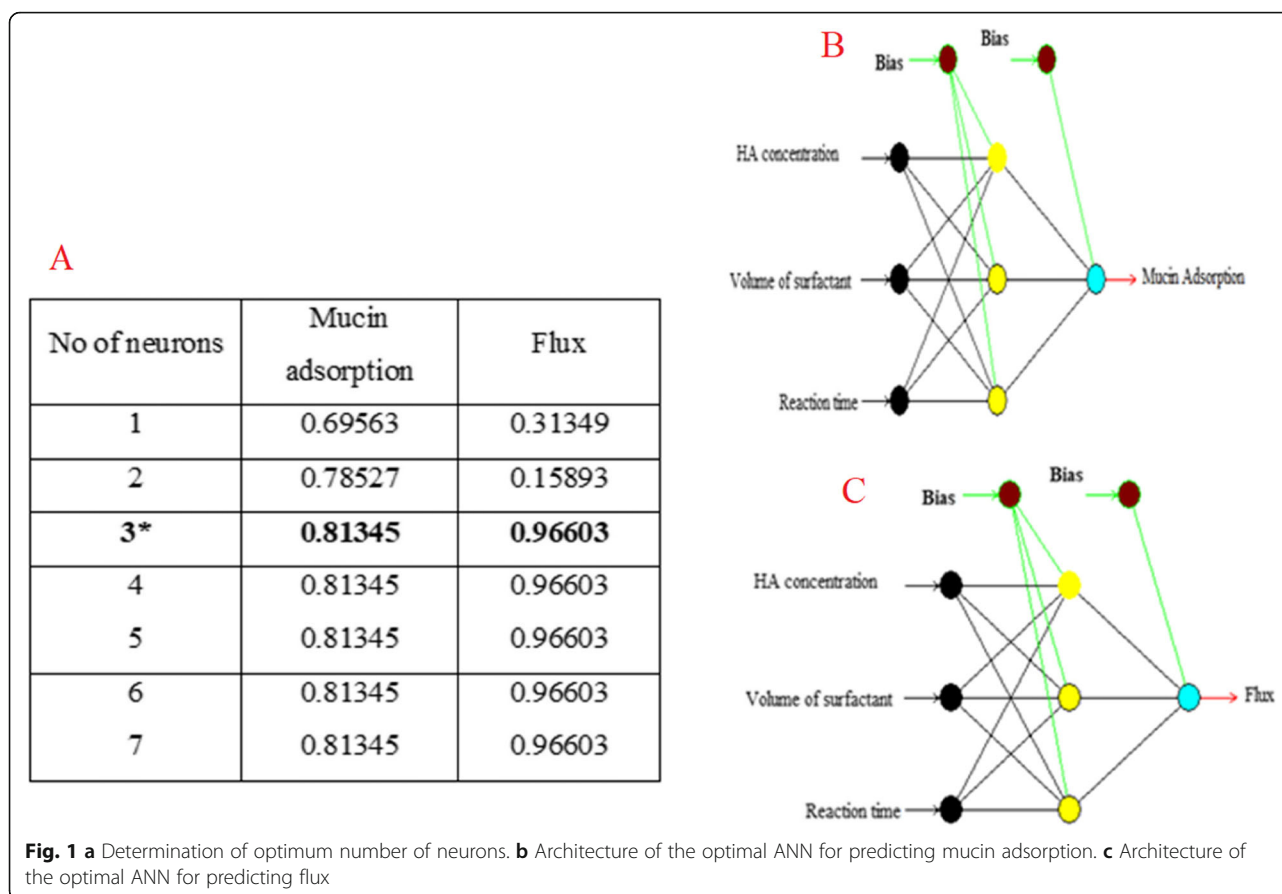 A
No of neurons Mucin adsorption Flux
1 0.69563 0.31349
2 0.78527 0.15893
3* 0.81345 0.96603
4 0.81345 0.96603
5 0.81345 0.96603
6 0.81345 0.96603
7 0.81345 0.96603
B
Bias
Bias
HA concentration
Volume of surfactant
Mucin Adsorption
Reaction time
C
Bias
Bias
HA concentration
Volume of surfactant
Flux
Reaction time
Fig. 1 a Determination of optimum number of neurons. b Architecture of the optimal ANN for predicting mucin adsorption. c Architecture of
the optimal ANN for predicting flux